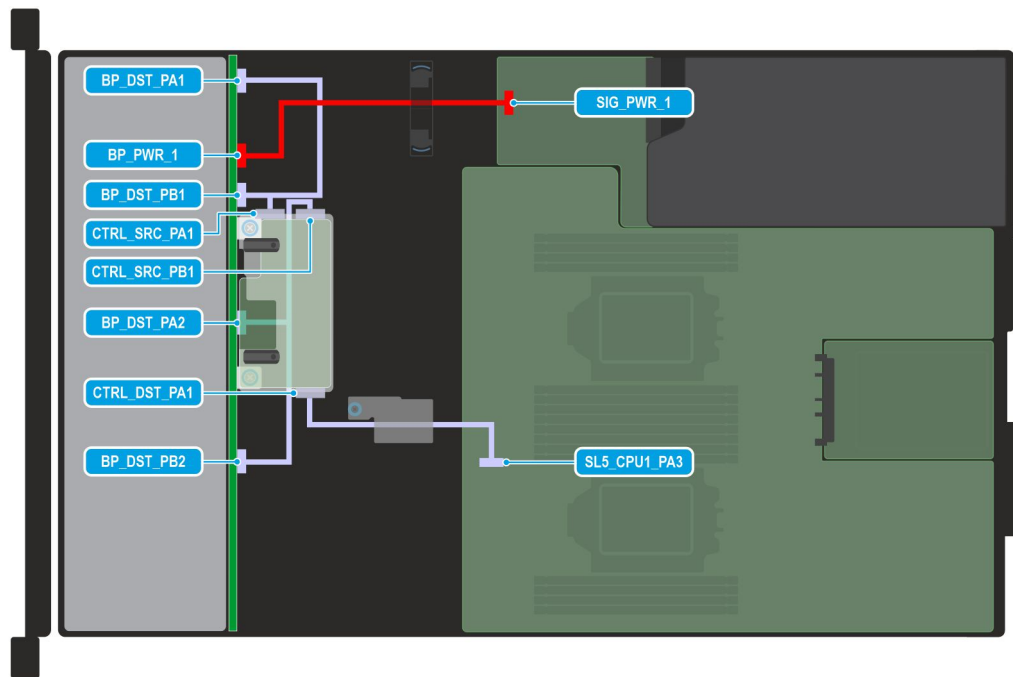 BP_DST_PA1
SIG_PWR_1
BP_PWR_1
BP_DST_PB1
CTRL_SRC_PA1
CTRL_SRC_PB1
BP_DST_PA2
CTRL_DST_PA1
BP_DST_PB2
SL5_CPU1_PA3